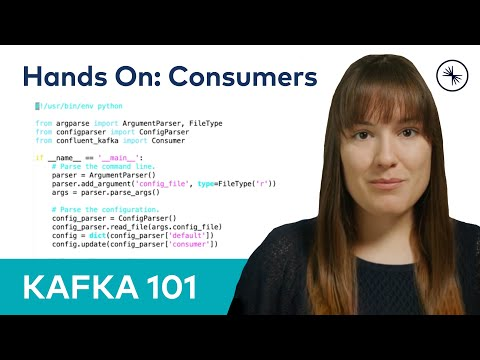 Hands On: Consumers
#!/usr/bin/env python
from argparse import ArgumentParser, FileType
from configparser import ConfigParser
from confluent_kafka import Consumer
if __name__ == '__main__':
# Parse the command line.
parser = ArgumentParser()
parser.add_argument('config_file', type=FileType('r'))
args = parser.parse_args()
# Parse the configuration.
config_parser = ConfigParser()
config_parser.read_file(args.config_file)
config = dict(config_parser['default'])
config.update(config_parser['consumer'])
KAFKA 101